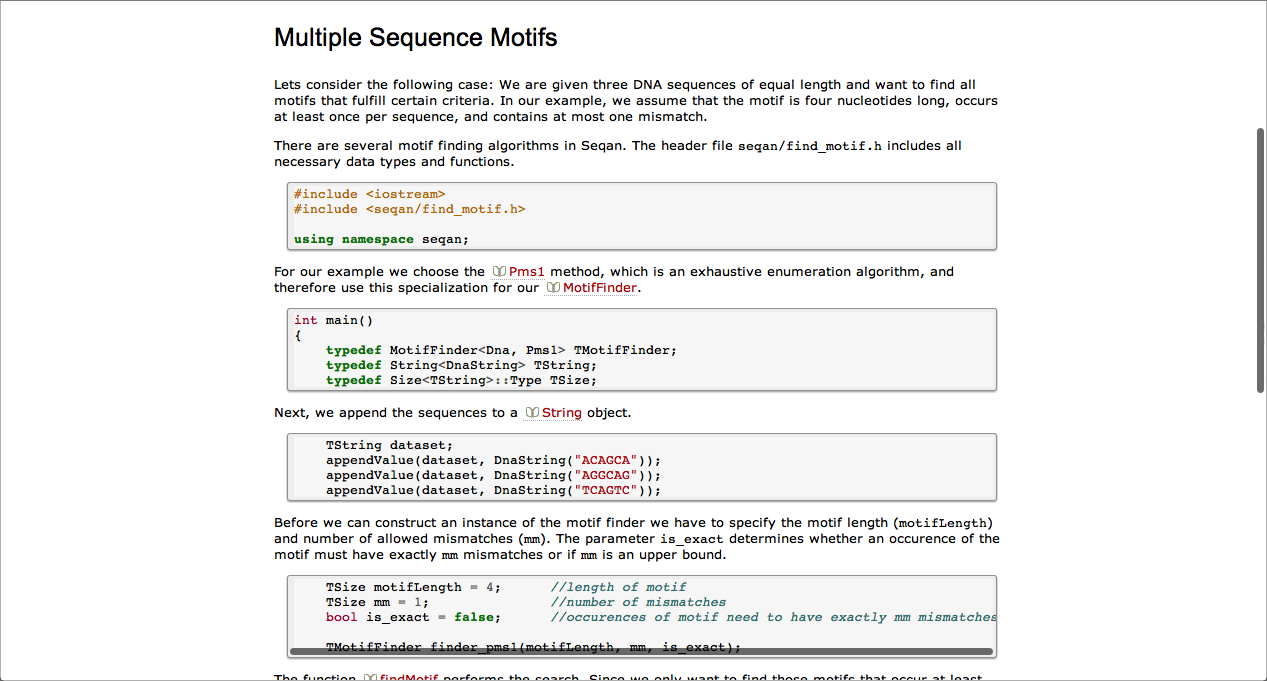 Multiple Sequence Motifs
Lets consider the following case: We are given three DNA sequences of equal length and want to find all
motifs that fulfill certain criteria. In our example, we assume that the motif is four nucleotides long, occurs
at least once per sequence, and contains at most one mismatch.
There are several motif finding algorithms in Seqan. The header file seqan/find_motif.h includes all
necessary data types and functions.
#include <iostream>
#include <seqan/find_motif.h>
using namespace seqan;
For our example we choose the Pms1 method, which is an exhaustive enumeration algorithm, and
therefore use this specialization for our MotifFinder.
int main()
{
typedef MotifFinder<Dna, Pms1> TMotifFinder;
typedef String<DnaString> TString;
typedef Size<TString>::Type TSize;
Next, we append the sequences to a String object.
TString dataset;
appendValue(dataset, DnaString("ACAGCA"));
appendValue(dataset, DnaString("AGGCAG"));
appendValue(dataset, DnaString("TCAGTC"));
Before we can construct an instance of the motif finder we have to specify the motif length (motifLength)
and number of allowed mismatches (mm). The parameter is_exact determines whether an occurence of the
motif must have exactly mm mismatches or if mm is an upper bound.
TSize motifLength = 4; //length of motif
TSize mm = 1; //number of mismatches
bool is_exact = false; //occurences of motif need to have exactly mm mismatches
TMotifFinder finder_pms1(motifLength, mm, is_exact);
The function findMotif performs the search. Since we only want to find those motifs that occur at least